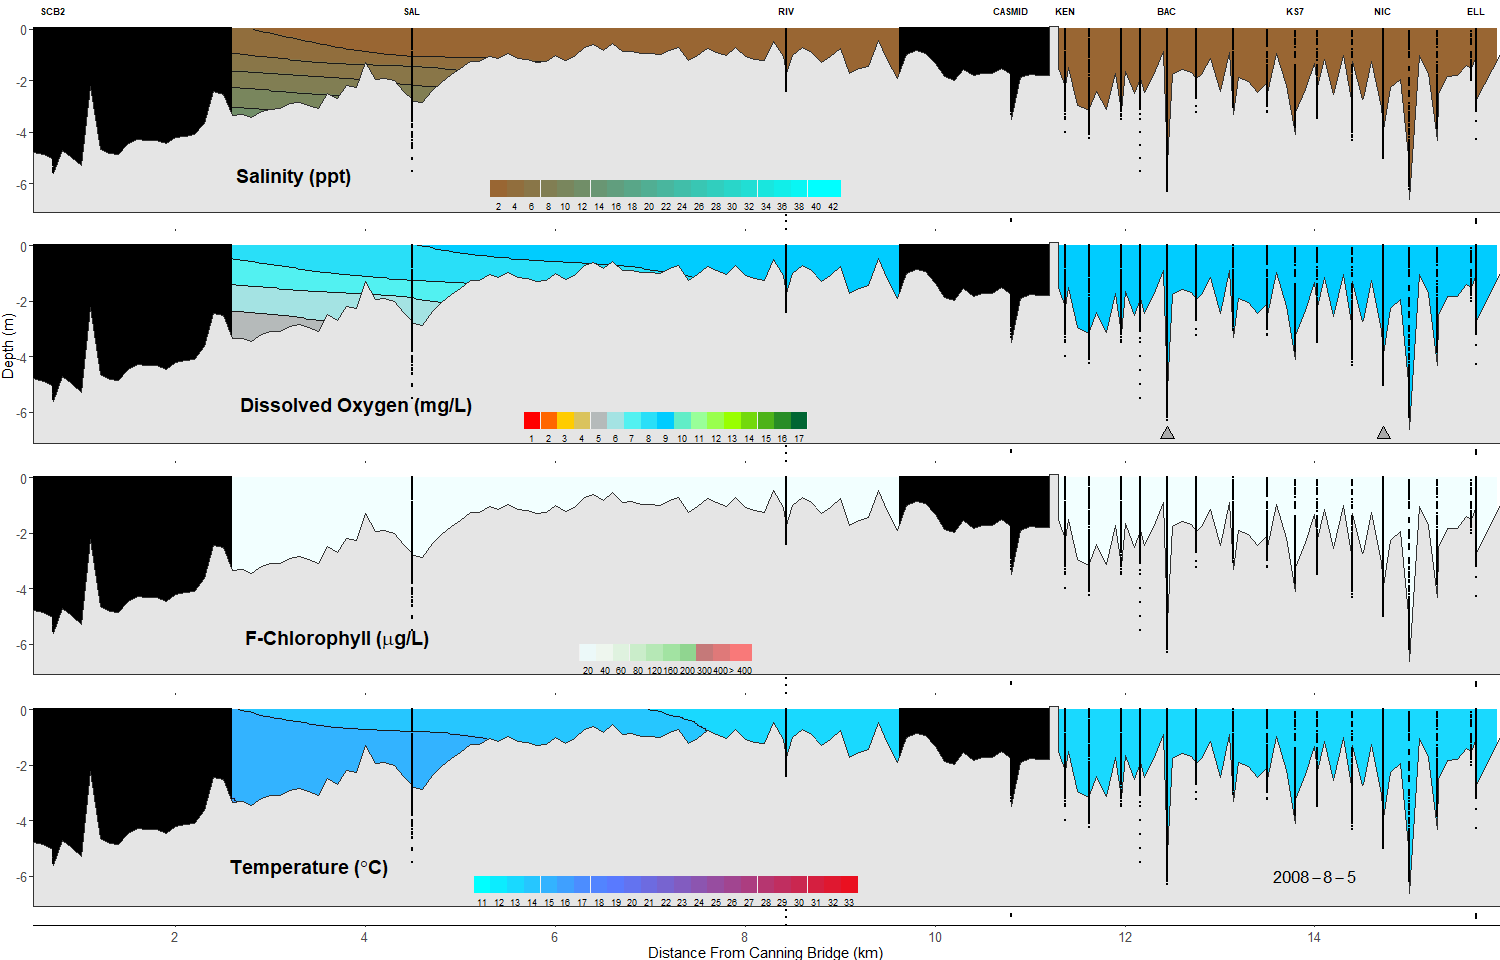 SCB2 SAL RIV CASMID KEN BAC KS7 NIC ELL
0
-2
-4
-6
Salinity (ppt)
2 4 6 8 10 12 14 16 18 20 22 24 26 28 30 32 34 36 38 40 42
0
-2
-4
-6
Depth (m)
Dissolved Oxygen (mg/L)
1 2 3 4 5 6 7 8 9 10 11 12 13 14 15 16 17
0
-2
-4
-6
F-Chlorophyll (µg/L)
20 40 60 80 120 160 200 300 400 > 400
0
-2
-4
-6
Temperature (°C)
2008-8-5
11 12 13 14 15 16 17 18 19 20 21 22 23 24 25 26 27 28 29 30 31 32 33
2 4 6 8 10 12 14
Distance From Canning Bridge (km)